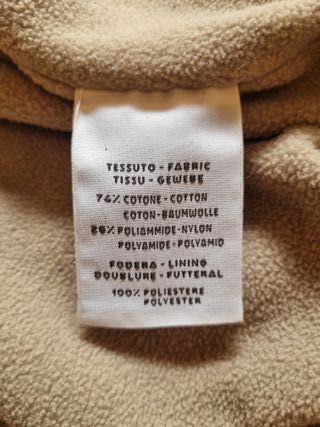 TESSUTO - FABRIC
TISSU - GEWEBE
74% COTONE - COTTON
COTON - BAUMWOLLE
26% POLIAMMIDE - NYLON
POLYAMIDE - POLYAMID
FODERA - LINING
DOUBLURE - FUTTERAL
100% POLIESTERE
POLYESTER